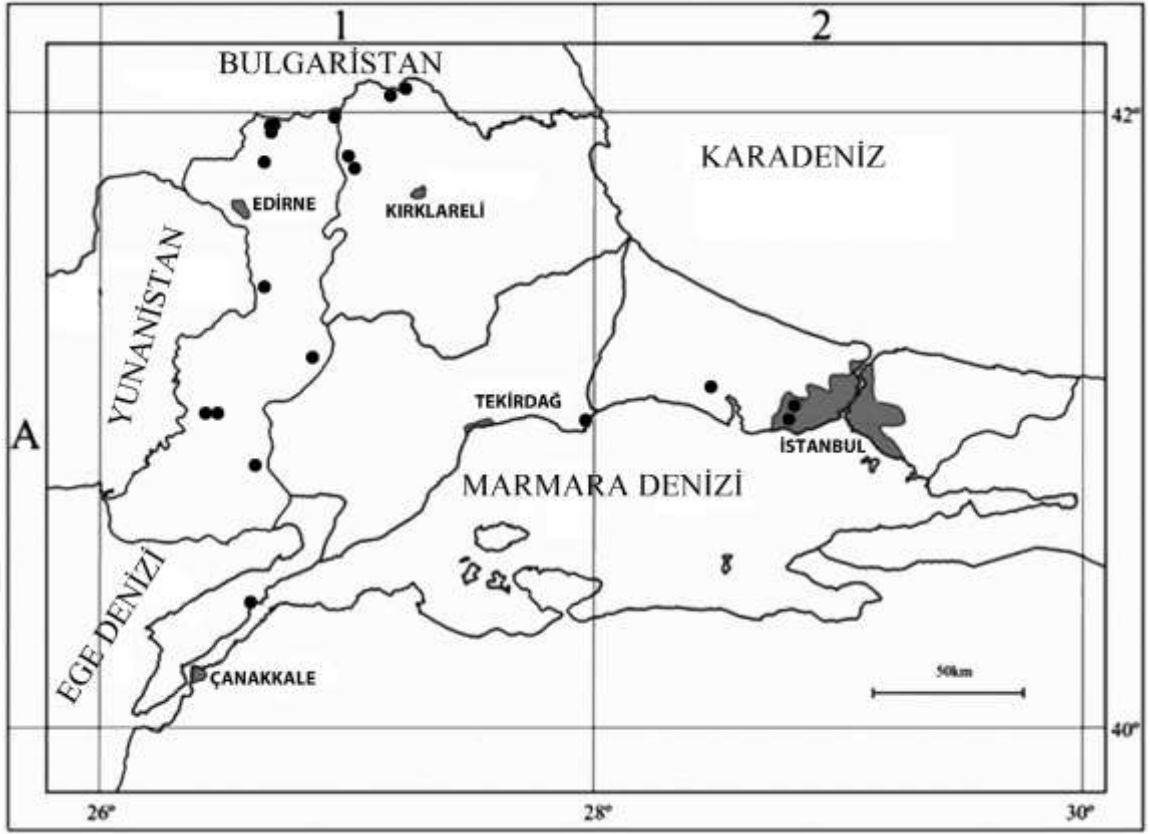 1
2
BULGARİSTAN
42°
KARADENİZ
EDİRNE
KIRKLARELİ
YUNANİSTAN
TEKİRDAĞ
A
İSTANBUL
MARMARA DENİZİ
EGE DENİZİ
ÇANAKKALE
50km
40°
26°
28°
30°